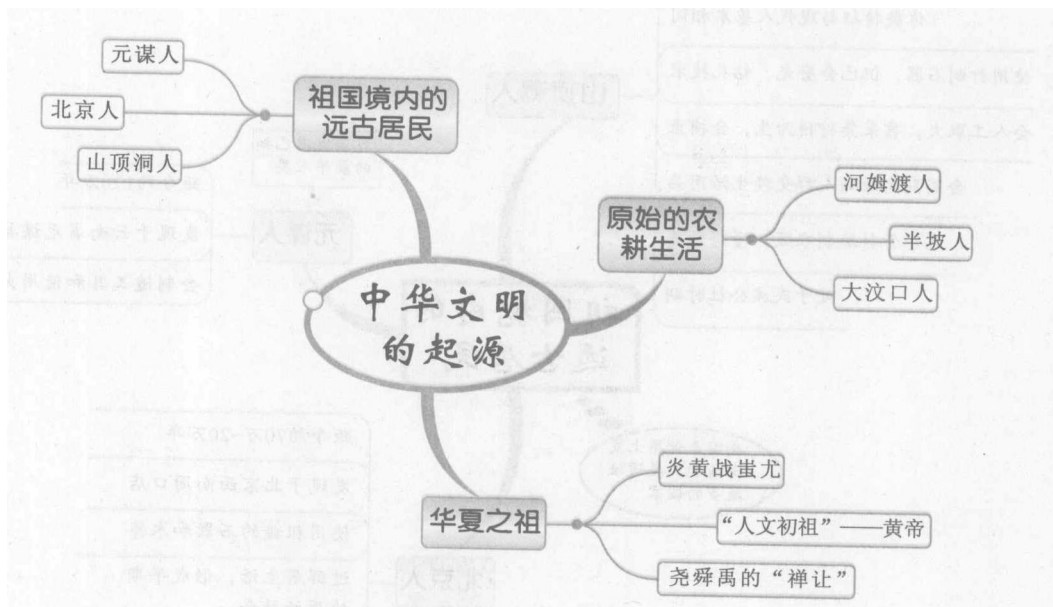 元谋人
北京人
山顶洞人
祖国境内的
远古居民
原始的农
耕生活
河姆渡人
半坡人
大汶口人
中华文明
的起源
华夏之祖
炎黄战蚩尤
“人文初祖”——黄帝
尧舜禹的“禅让”